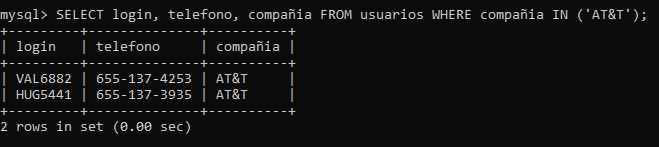 mysql> SELECT login, telefono, compañia FROM usuarios WHERE compañia IN ('AT&T');
+---------+--------------+----------+
| login   | telefono     | compañia |
+---------+--------------+----------+
| VAL6882 | 655-137-4253 | AT&T     |
| HUG5441 | 655-137-3935 | AT&T     |
+---------+--------------+----------+
2 rows in set (0.00 sec)